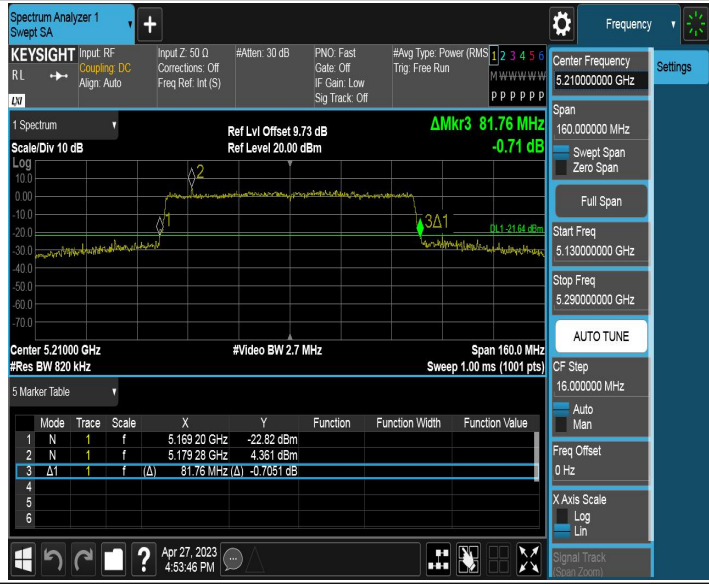 Spectrum Analyzer 1
Swept SA
+
Frequency
KEYSIGHT
RL
LXI
Input: RF
Coupling: DC
Align: Auto
Input Z: 50 Ω
Corrections: Off
Freq Ref: Int (S)
#Atten: 30 dB
PNO: Fast
Gate: Off
IF Gain: Low
Sig Track: Off
#Avg Type: Power (RMS
Trig: Free Run
1 2 3 4 5 6
M W W W W W
P P P P P P
Settings
1 Spectrum
Scale/Div 10 dB
Ref Lvl Offset 9.73 dB
Ref Level 20.00 dBm
ΔMkr3 81.76 MHz
-0.71 dB
Log
10.0
0.00
-10.0
-20.0
-30.0
-40.0
-50.0
-60.0
-70.0
2
1
3Δ1
DL1 -21.64 dBm
Center 5.21000 GHz
#Res BW 820 kHz
#Video BW 2.7 MHz
Span 160.0 MHz
Sweep 1.00 ms (1001 pts)
5 Marker Table
Mode Trace Scale X Y Function Function Width Function Value
1 N 1 f 5.169 20 GHz -22.82 dBm
2 N 1 f 5.179 28 GHz 4.361 dBm
3 Δ1 1 f (Δ) 81.76 MHz (Δ) -0.7051 dB
4
5
6
Center Frequency
5.210000000 GHz
Span
160.000000 MHz
Swept Span
Zero Span
Full Span
Start Freq
5.130000000 GHz
Stop Freq
5.290000000 GHz
AUTO TUNE
CF Step
16.000000 MHz
Auto
Man
Freq Offset
0 Hz
X Axis Scale
Log
Lin
Signal Track
(Span Zoom)
?
Apr 27, 2023
4:53:46 PM